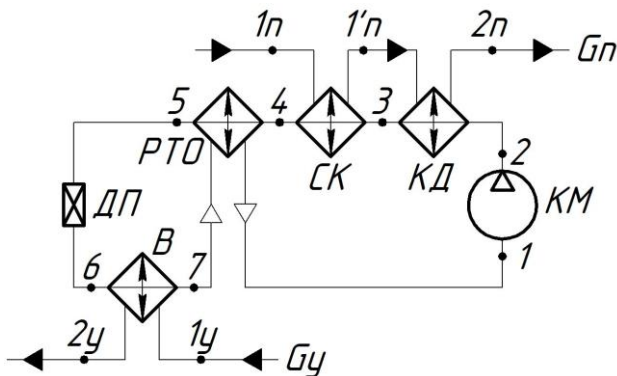 1п 1'п 2п Gп
5 4 3
РТО СК КД 2
ДП КМ
В 1
6 7
2у 1у Gу